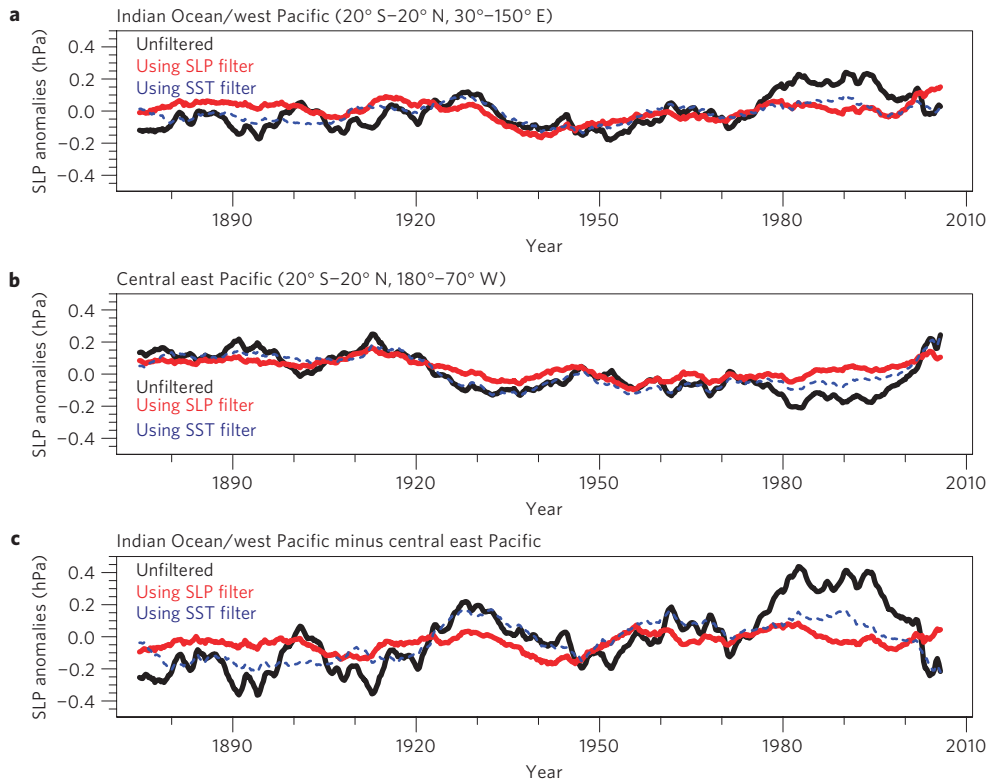 a Indian Ocean/west Pacific (20° S–20° N, 30°–150° E)
Unfiltered
Using SLP filter
Using SST filter
SLP anomalies (hPa)
0.4
0.2
0.0
−0.2
−0.4
1890 1920 1950 1980 2010
Year
b Central east Pacific (20° S–20° N, 180°–70° W)
SLP anomalies (hPa)
0.4
0.2
0.0
−0.2
−0.4
Unfiltered
Using SLP filter
Using SST filter
1890 1920 1950 1980 2010
Year
c Indian Ocean/west Pacific minus central east Pacific
Unfiltered
Using SLP filter
Using SST filter
SLP anomalies (hPa)
0.4
0.2
0.0
−0.2
−0.4
1890 1920 1950 1980 2010
Year